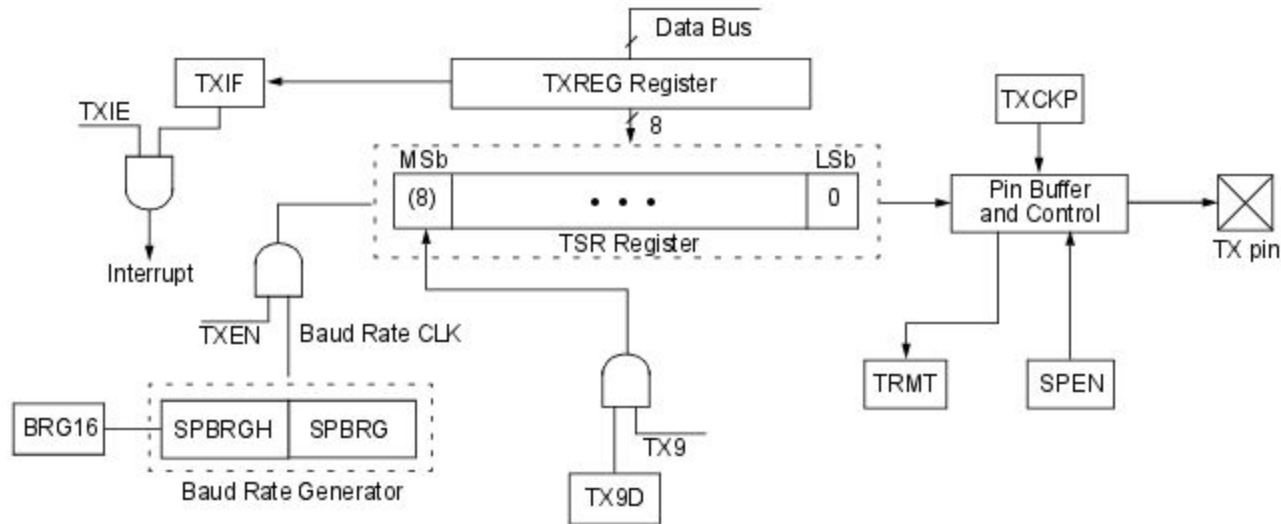 Data Bus
TXIF
TXREG Register
TXCKP
TXIE
8
MSb
LSb
(8)
• • •
0
Pin Buffer
and Control
TSR Register
TX pin
Interrupt
TXEN
Baud Rate CLK
TRMT
SPEN
BRG16
SPBRGH
SPBRG
TX9
Baud Rate Generator
TX9D